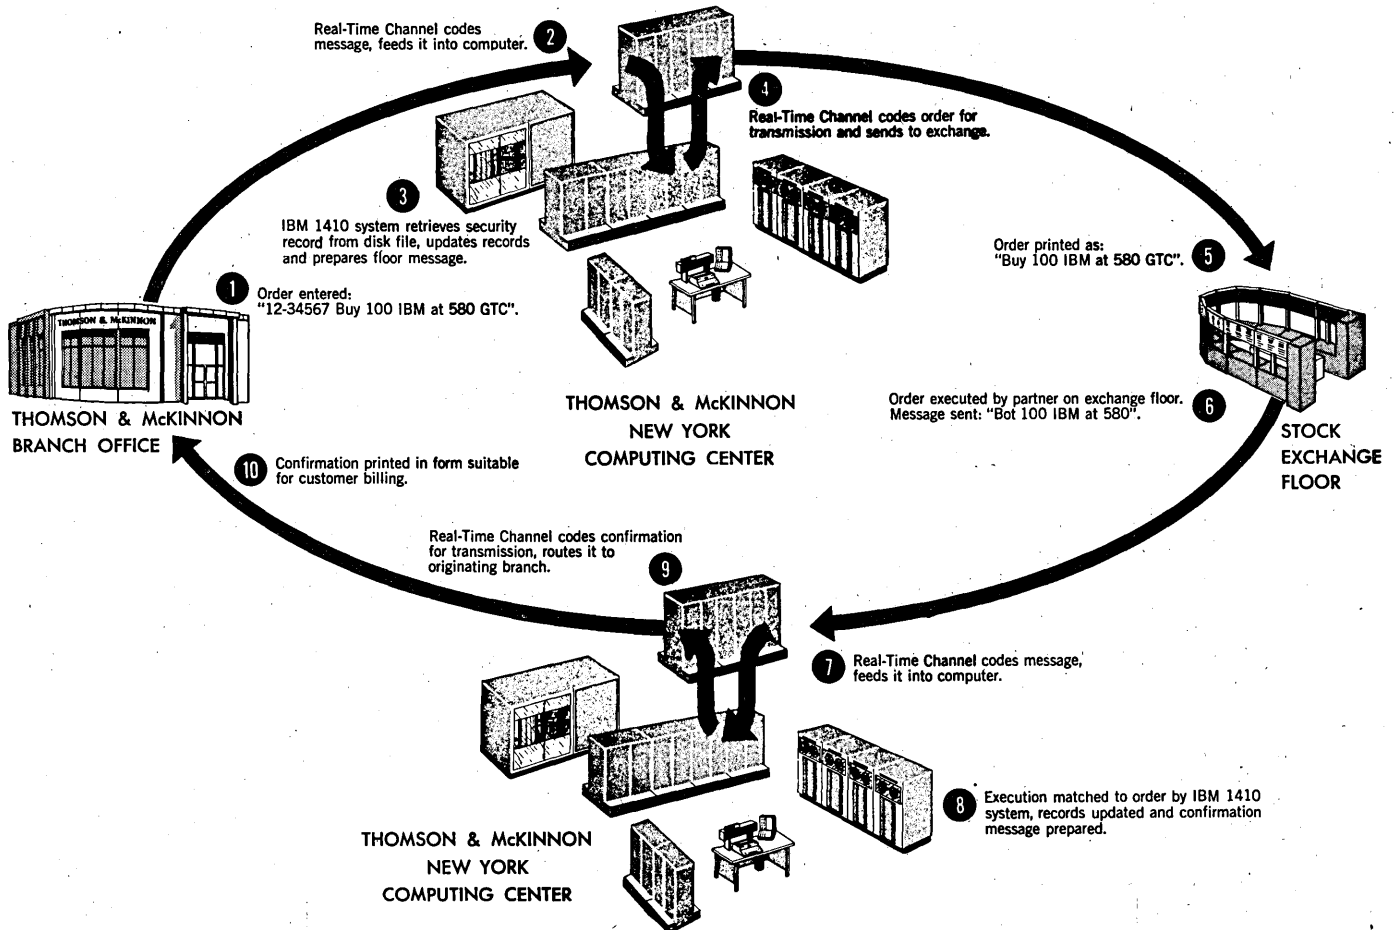 2
Real-Time Channel codes
message, feeds it into computer.
4
Real-Time Channel codes order for
transmission and sends to exchange.
3
IBM 1410 system retrieves security
record from disk file, updates records
and prepares floor message.
1
Order entered:
"12-34567 Buy 100 IBM at 580 GTC".
THOMSON & McKINNON
THOMSON & McKINNON
BRANCH OFFICE
THOMSON & McKINNON
NEW YORK
COMPUTING CENTER
5
Order printed as:
"Buy 100 IBM at 580 GTC".
6
Order executed by partner on exchange floor.
Message sent: "Bot 100 IBM at 580".
STOCK
EXCHANGE
FLOOR
10
Confirmation printed in form suitable
for customer billing.
9
Real-Time Channel codes confirmation
for transmission, routes it to
originating branch.
7
Real-Time Channel codes message,
feeds it into computer.
8
Execution matched to order by IBM 1410
system, records updated and confirmation
message prepared.
THOMSON & McKINNON
NEW YORK
COMPUTING CENTER